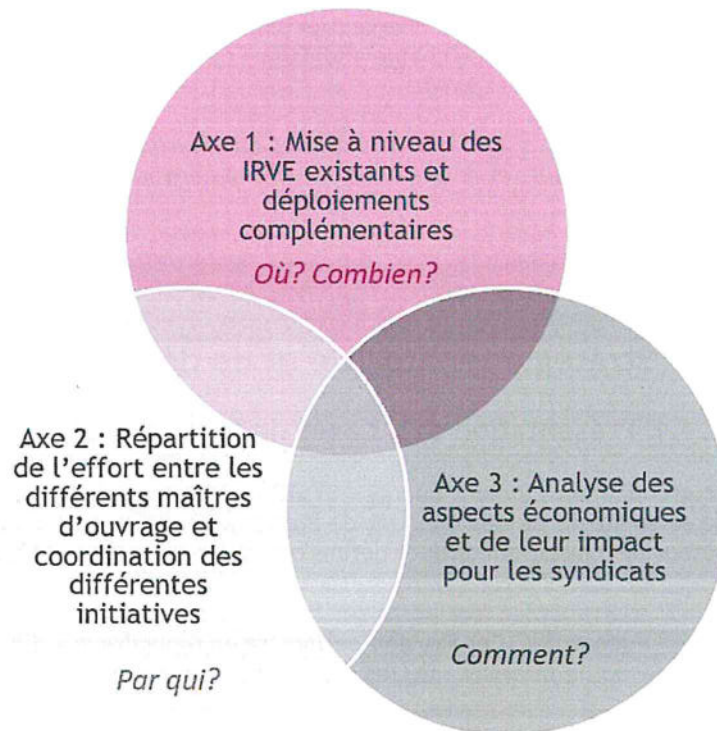 Axe 1 : Mise à niveau des
IRVE existants et
déploiements
complémentaires
Où? Combien?
Axe 2 : Répartition
de l'effort entre les
différents maîtres
d'ouvrage et
coordination des
différentes
initiatives
Par qui?
Axe 3 : Analyse des
aspects économiques
et de leur impact
pour les syndicats
Comment?